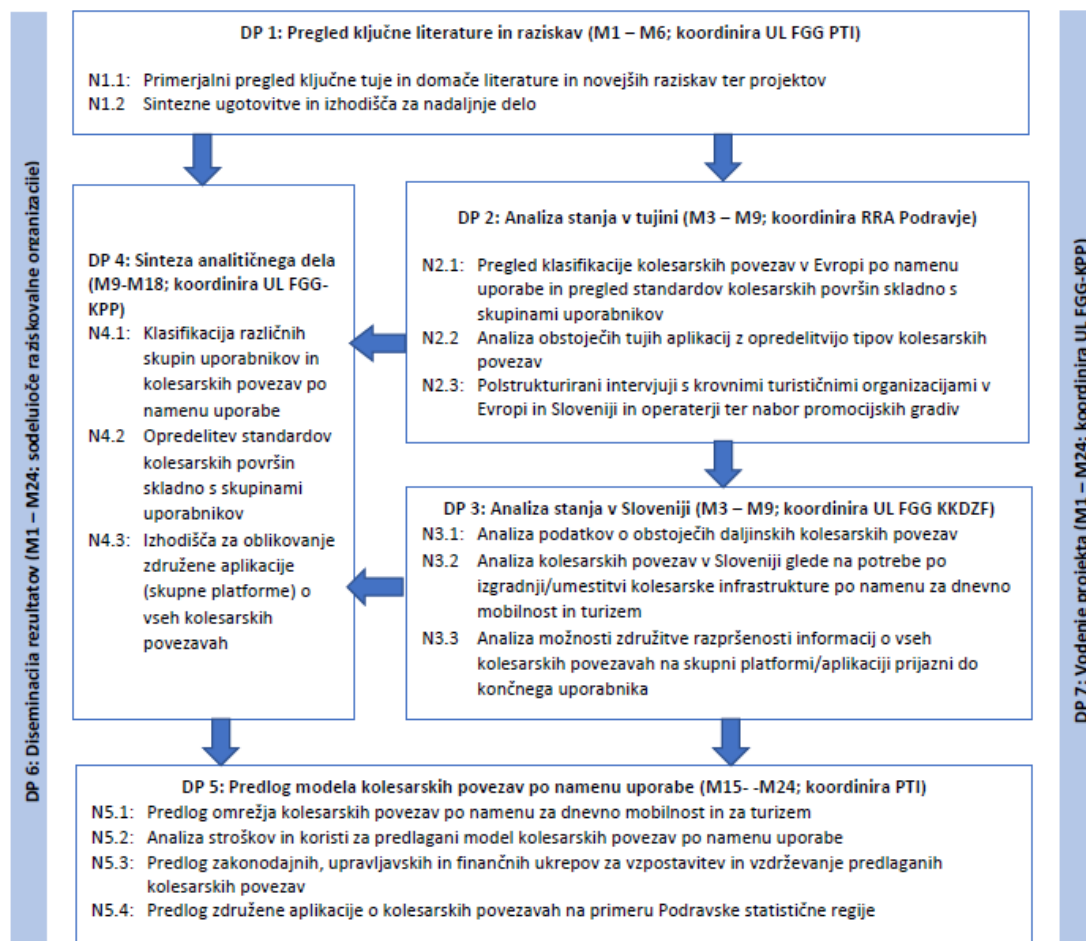 DP 1: Pregled ključne literature in raziskav (M1 – M6; koordinira UL FGG PTI)
N1.1: Primerjalni pregled ključne tuje in domače literature in novejših raziskav ter projektov
N1.2 Sintezne ugotovitve in izhodišča za nadaljnje delo
DP 2: Analiza stanja v tujini (M3 – M9; koordinira RRA Podravje)
N2.1: Pregled klasifikacije kolesarskih povezav v Evropi po namenu
uporabe in pregled standardov kolesarskih površin skladno s
skupinami uporabnikov
N2.2 Analiza obstoječih tujih aplikacij z opredelitvijo tipov kolesarskih
povezav
N2.3: Polstrukturirani intervjuji s krovnimi turističnimi organizacijami v
Evropi in Sloveniji in operaterji ter nabor promocijskih gradiv
DP 4: Sinteza analitičnega dela
(M9-M18; koordinira UL FGG-
KPP)
N4.1: Klasifikacija različnih
skupin uporabnikov in
kolesarskih povezav po
namenu uporabe
N4.2 Opredelitev standardov
kolesarskih površin
skladno s skupinami
uporabnikov
N4.3: Izhodišča za oblikovanje
združene aplikacije
(skupne platforme) o
vseh kolesarskih
povezavah
DP 3: Analiza stanja v Sloveniji (M3 – M9; koordinira UL FGG KKDZF)
N3.1: Analiza podatkov o obstoječih daljinskih kolesarskih povezav
N3.2 Analiza kolesarskih povezav v Sloveniji glede na potrebe po
izgradnji/umestitvi kolesarske infrastrukture po namenu za dnevno
mobilnost in turizem
N3.3 Analiza možnosti združitve razpršenosti informacij o vseh
kolesarskih povezavah na skupni platformi/aplikaciji prijazni do
končnega uporabnika
DP 5: Predlog modela kolesarskih povezav po namenu uporabe (M15- -M24; koordinira PTI)
N5.1: Predlog omrežja kolesarskih povezav po namenu za dnevno mobilnost in za turizem
N5.2: Analiza stroškov in koristi za predlagani model kolesarskih povezav po namenu uporabe
N5.3: Predlog zakonodajnih, upravljavskih in finančnih ukrepov za vzpostavitev in vzdrževanje predlaganih
kolesarskih povezav
N5.4: Predlog združene aplikacije o kolesarskih povezavah na primeru Podravske statistične regije
DP 6: Diseminacija rezultatov (M1 – M24: sodelujoče raziskovalne organizacije)
DP 7: Vodenje projekta (M1 – M24: koordinira UL FGG-KPP)